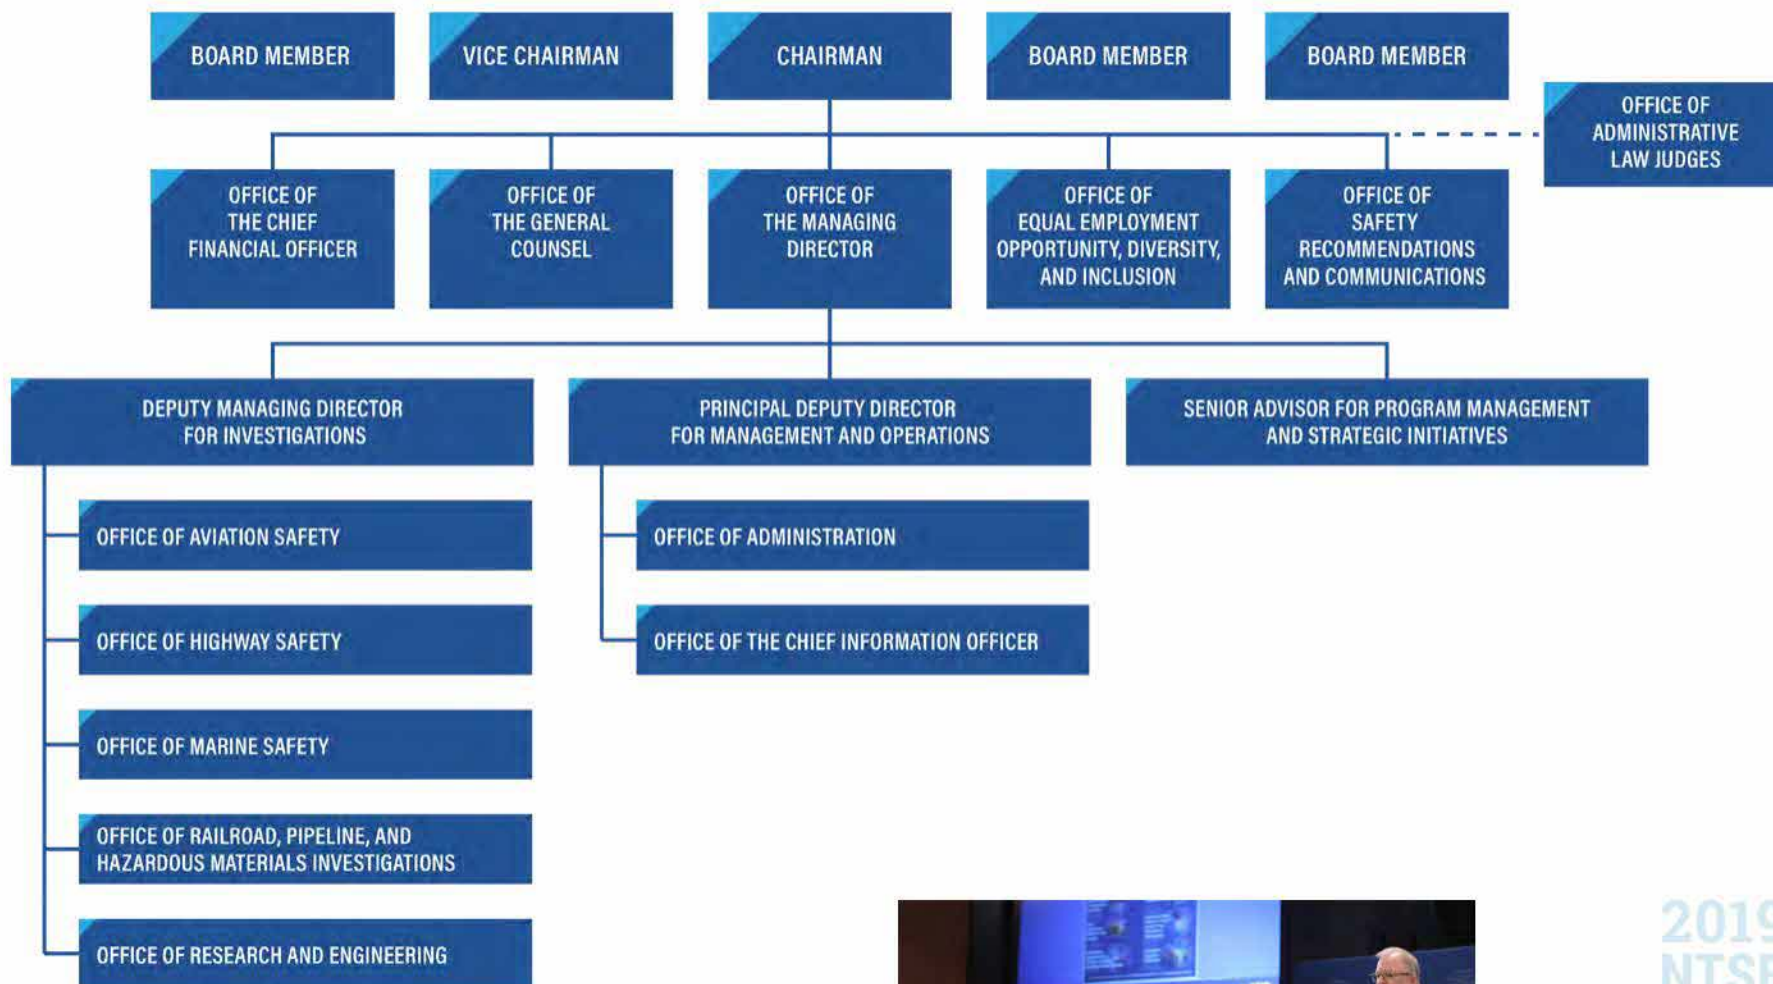 BOARD MEMBER
VICE CHAIRMAN
CHAIRMAN
BOARD MEMBER
BOARD MEMBER
OFFICE OF
ADMINISTRATIVE
LAW JUDGES
OFFICE OF
THE CHIEF
FINANCIAL OFFICER
OFFICE OF
THE GENERAL
COUNSEL
OFFICE OF
THE MANAGING
DIRECTOR
OFFICE OF
EQUAL EMPLOYMENT
OPPORTUNITY, DIVERSITY,
AND INCLUSION
OFFICE OF
SAFETY
RECOMMENDATIONS
AND COMMUNICATIONS
DEPUTY MANAGING DIRECTOR
FOR INVESTIGATIONS
PRINCIPAL DEPUTY DIRECTOR
FOR MANAGEMENT AND OPERATIONS
SENIOR ADVISOR FOR PROGRAM MANAGEMENT
AND STRATEGIC INITIATIVES
OFFICE OF AVIATION SAFETY
OFFICE OF HIGHWAY SAFETY
OFFICE OF MARINE SAFETY
OFFICE OF RAILROAD, PIPELINE, AND
HAZARDOUS MATERIALS INVESTIGATIONS
OFFICE OF RESEARCH AND ENGINEERING
OFFICE OF ADMINISTRATION
OFFICE OF THE CHIEF INFORMATION OFFICER
2019